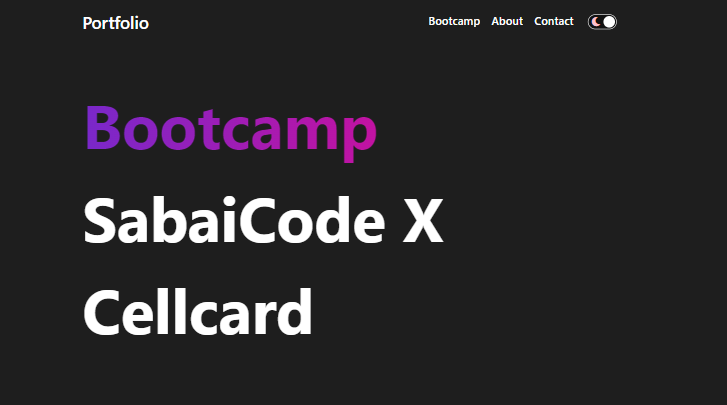 Portfolio
Bootcamp About Contact
Bootcamp
SabaiCode X
Cellcard